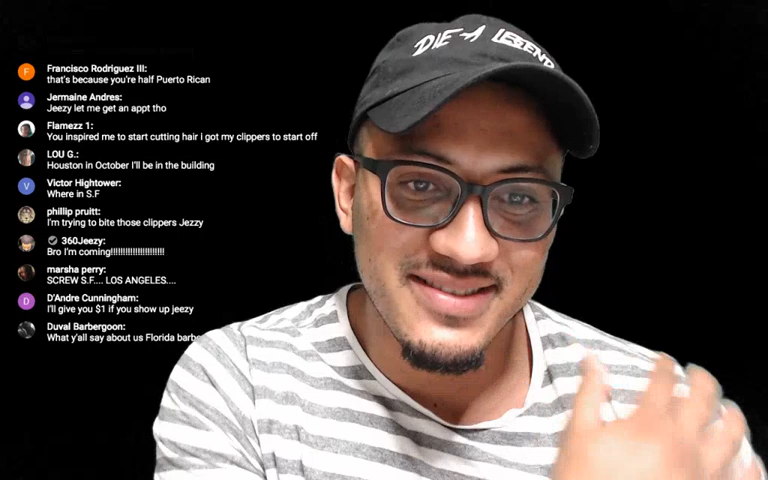 DIE A LEGEND
Francisco Rodriguez III:
that's because you're half Puerto Rican
Jermaine Andres:
Jeezy let me get an appt tho
Flamezz 1:
You inspired me to start cutting hair i got my clippers to start off
LOU G.:
Houston in October I'll be in the building
Victor Hightower:
Where in S.F
phillip pruitt:
I'm trying to bite those clippers Jezzy
360Jeezy:
Bro I'm coming!!!!!!!!!!!!!!!!!!!!!!!
marsha perry:
SCREW S.F.... LOS ANGELES....
D'Andre Cunningham:
I'll give you $1 if you show up jeezy
Duval Barbergoon:
What y'all say about us Florida barbe
F
V
D